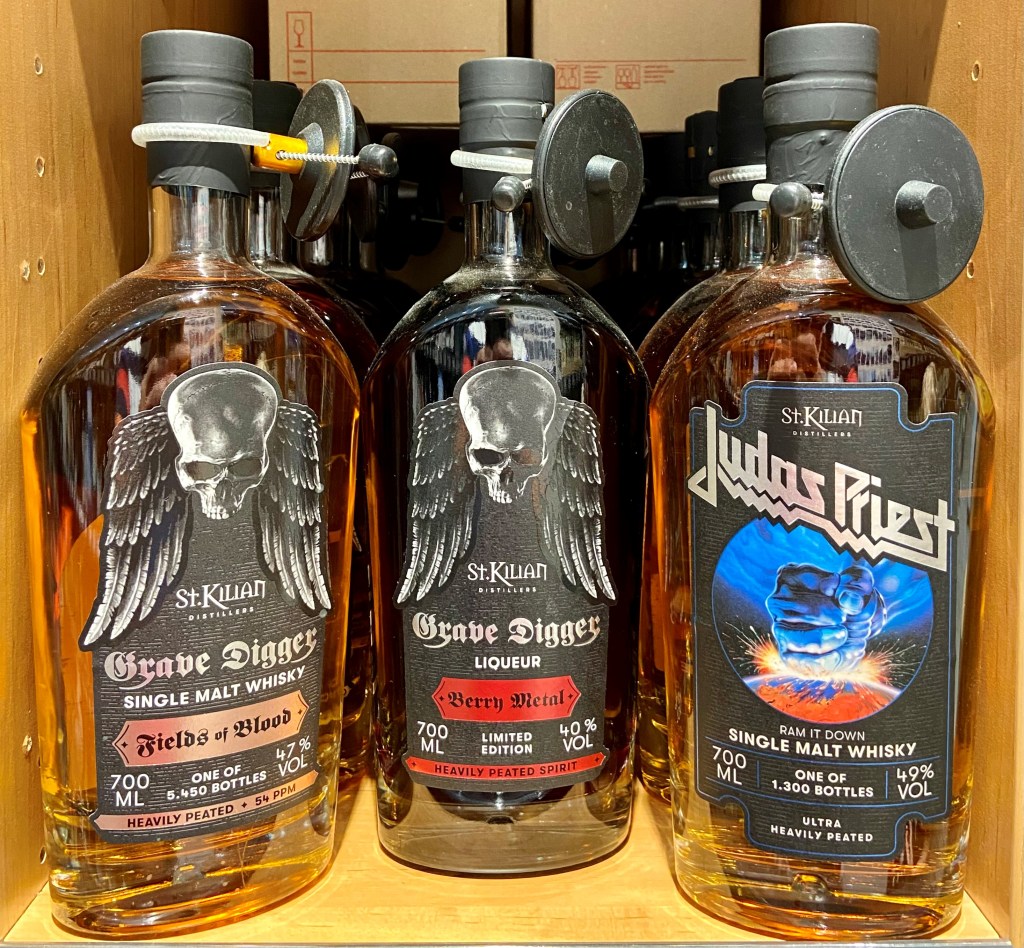 St.Kilian
DISTILLERS
Grave Digger
SINGLE MALT WHISKY
Fields of Blood
700 ML
ONE OF
5.450 BOTTLES
47% VOL
HEAVILY PEATED ✦ 54 PPM
St.Kilian
DISTILLERS
Grave Digger
LIQUEUR
Berry Metal
700 ML
LIMITED
EDITION
40% VOL
HEAVILY PEATED SPIRIT
St.Kilian
DISTILLERS
Judas Priest
RAM IT DOWN
SINGLE MALT WHISKY
700 ML
ONE OF
1.300 BOTTLES
49% VOL
ULTRA
HEAVILY PEATED